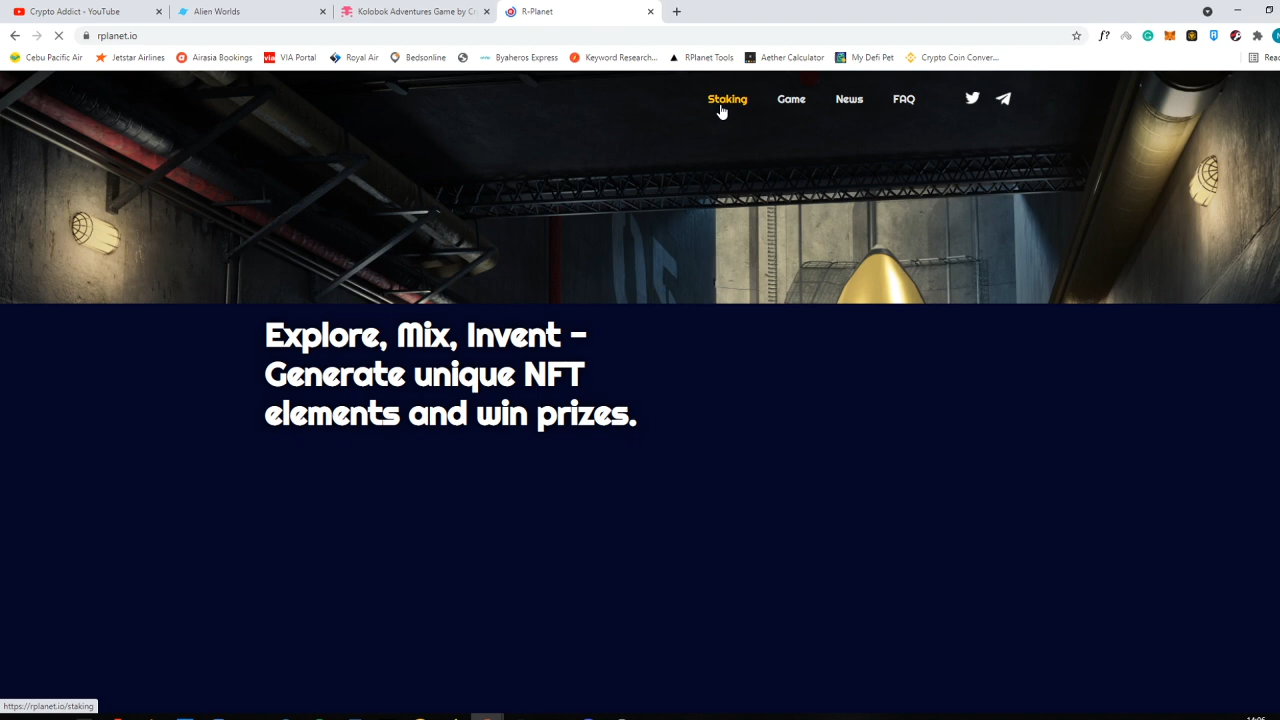 Crypto Addict - YouTube
Alien Worlds
Kolobok Adventures Game by Cr
R-Planet
rplanet.io
Cebu Pacific Air
Jetstar Airlines
Airasia Bookings
VIA Portal
Royal Air
Bedsonline
Byaheros Express
Keyword Research...
RPlanet Tools
Aether Calculator
My Defi Pet
Crypto Coin Conver...
Reac
Staking
Game
News
FAQ
Explore, Mix, Invent -
Generate unique NFT
elements and win prizes.
https://rplanet.io/staking